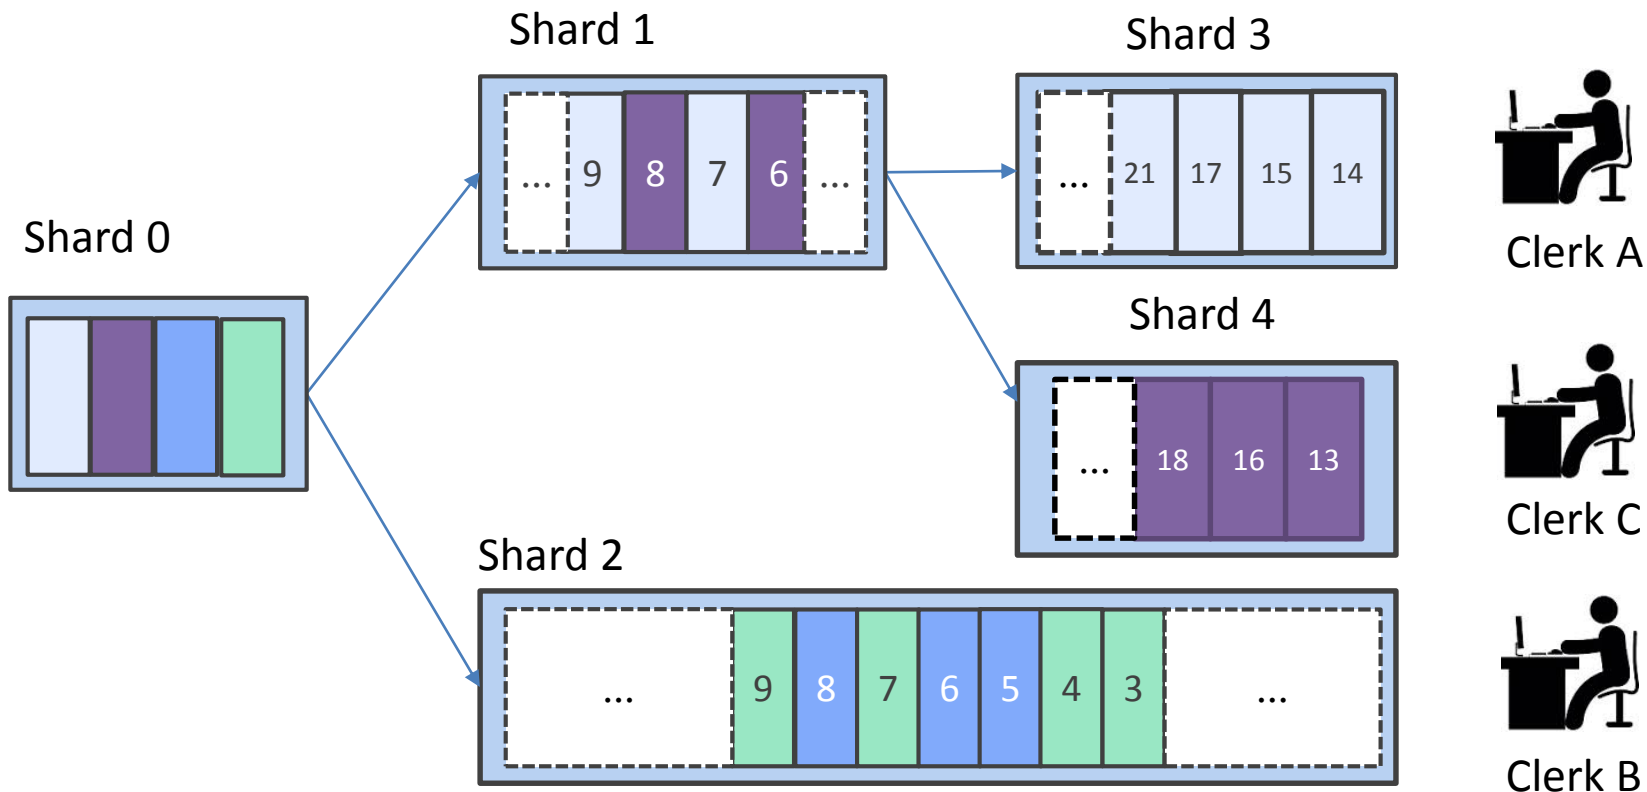 Shard 0
Shard 1
... 9 8 7 6 ...
Shard 3
... 21 17 15 14
Clerk A
Shard 4
... 18 16 13
Clerk C
Shard 2
... 9 8 7 6 5 4 3 ...
Clerk B